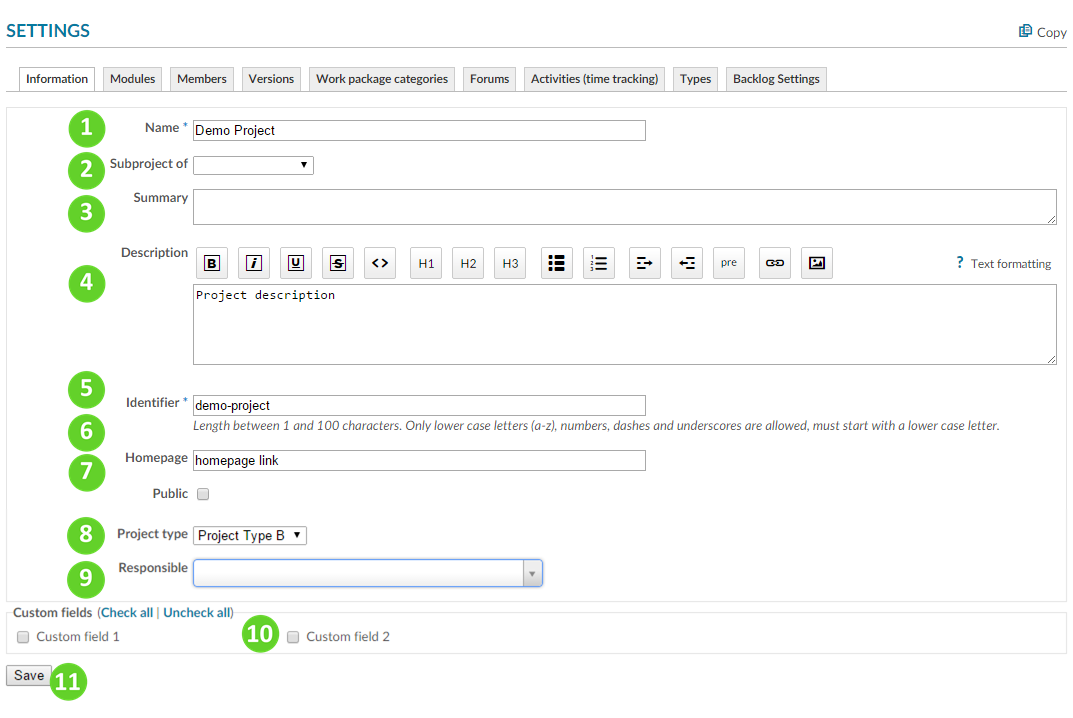 SETTINGS
Copy
Information Modules Members Versions Work package categories Forums Activities (time tracking) Types Backlog Settings
1 Name * Demo Project
2 Subproject of
3 Summary
Description B i U S <> H1 H2 H3 1 2 3 pre ? Text formatting
4 Project description
5 Identifier * demo-project
6 Length between 1 and 100 characters. Only lower case letters (a-z), numbers, dashes and underscores are allowed, must start with a lower case letter.
7 Homepage homepage link
Public
8 Project type Project Type B
9 Responsible
Custom fields (Check all | Uncheck all)
Custom field 1 10 Custom field 2
Save 11